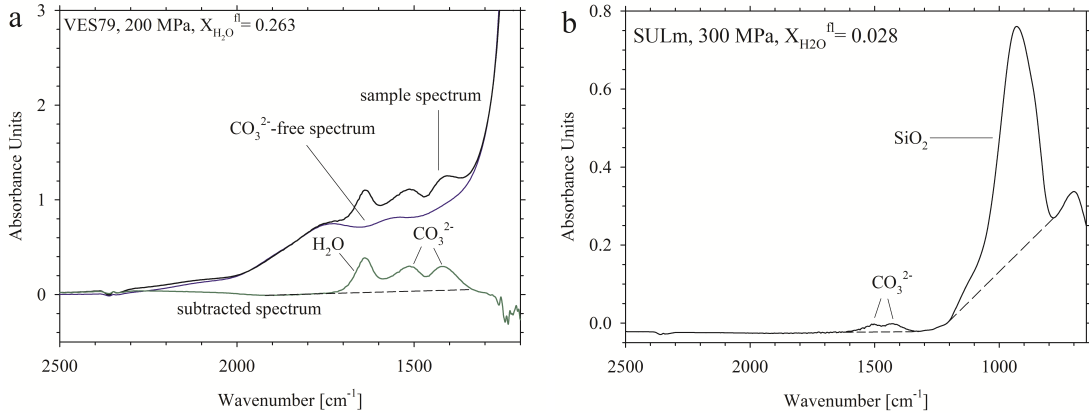 a
VES79, 200 MPa, X_H2O^fl= 0.263
3
2
1
0
Absorbance Units
sample spectrum
CO3^2--free spectrum
H2O
CO3^2-
subtracted spectrum
2500
2000
1500
Wavenumber [cm^-1]
b
SULm, 300 MPa, X_H2O^fl= 0.028
0.8
0.6
0.4
0.2
0.0
Absorbance Units
SiO2
CO3^2-
2500
1500
1000
Wavenumber [cm^-1]